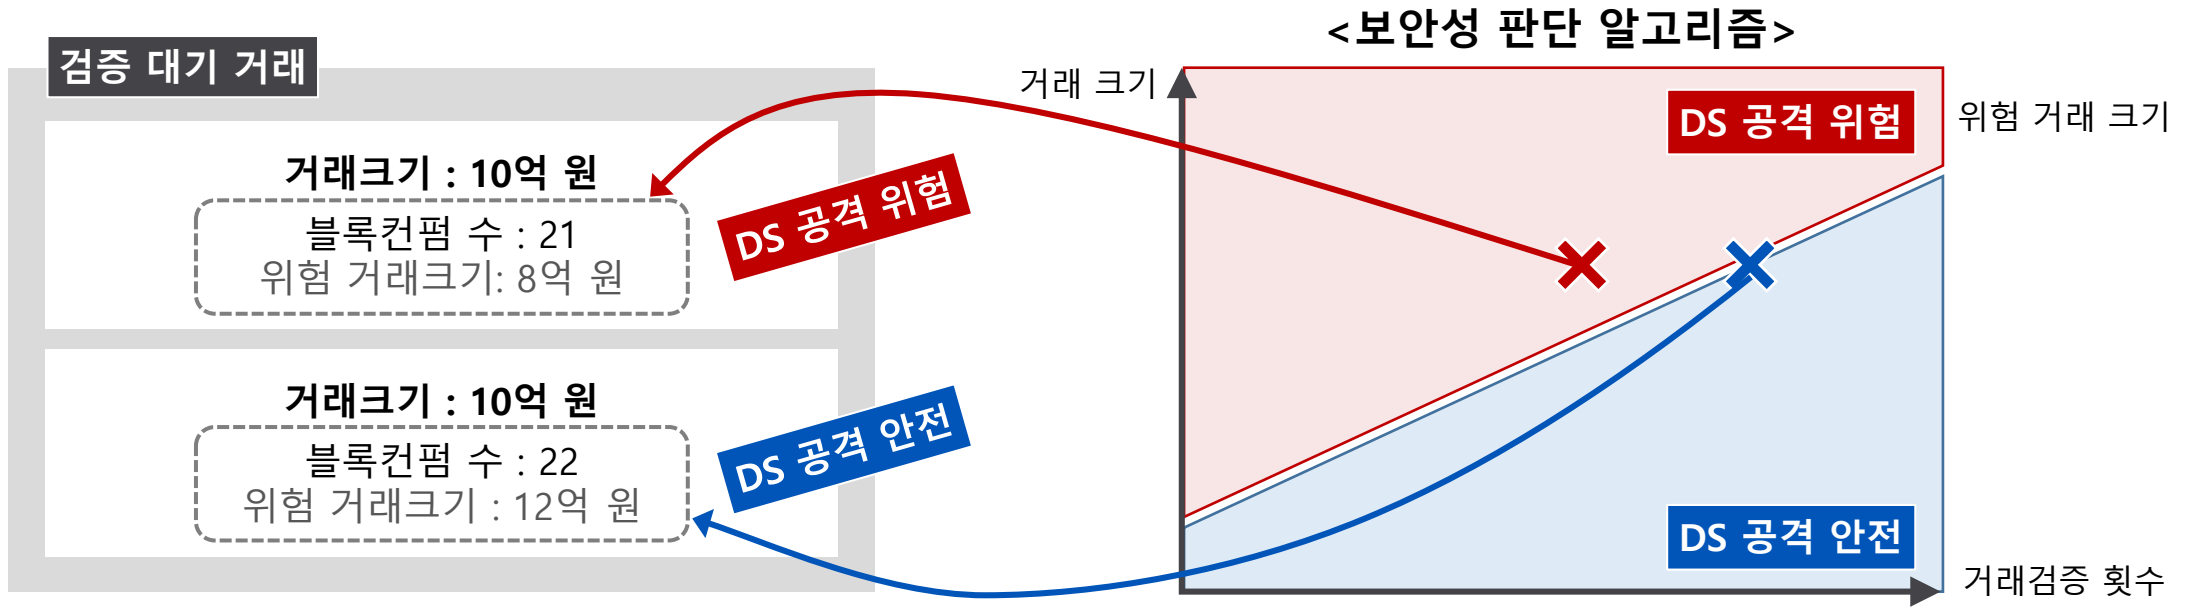 검증 대기 거래
거래크기 : 10억 원
블록컨펌 수 : 21
위험 거래크기: 8억 원
DS 공격 위험
거래크기 : 10억 원
블록컨펌 수 : 22
위험 거래크기 : 12억 원
DS 공격 안전
<보안성 판단 알고리즘>
거래 크기
DS 공격 위험
위험 거래 크기
DS 공격 안전
거래검증 횟수